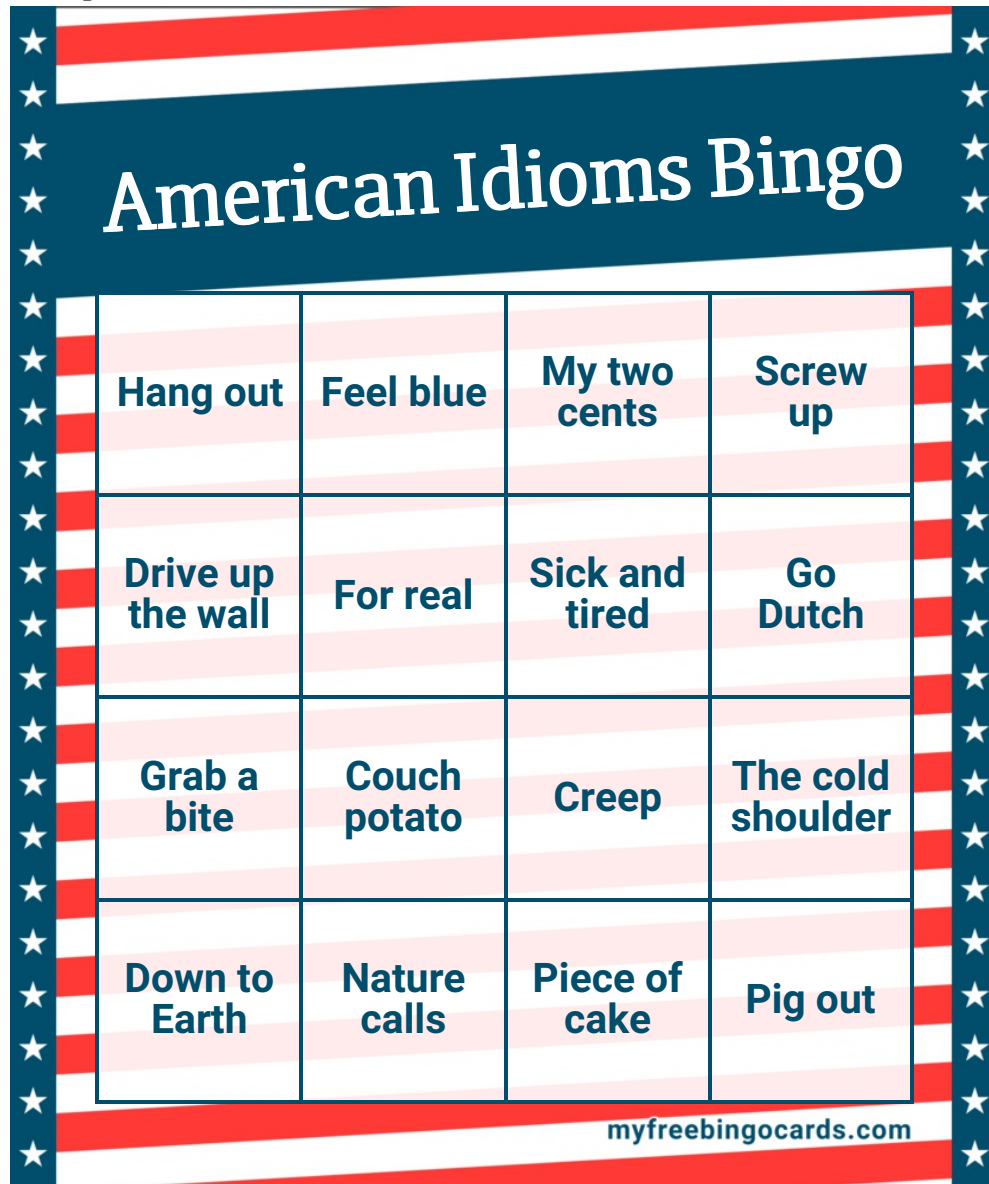 American Idioms Bingo
Hang out
Feel blue
My two
cents
Screw
up
Drive up
the wall
For real
Sick and
tired
Go
Dutch
Grab a
bite
Couch
potato
Creep
The cold
shoulder
Down to
Earth
Nature
calls
Piece of
cake
Pig out
myfreebingocards.com